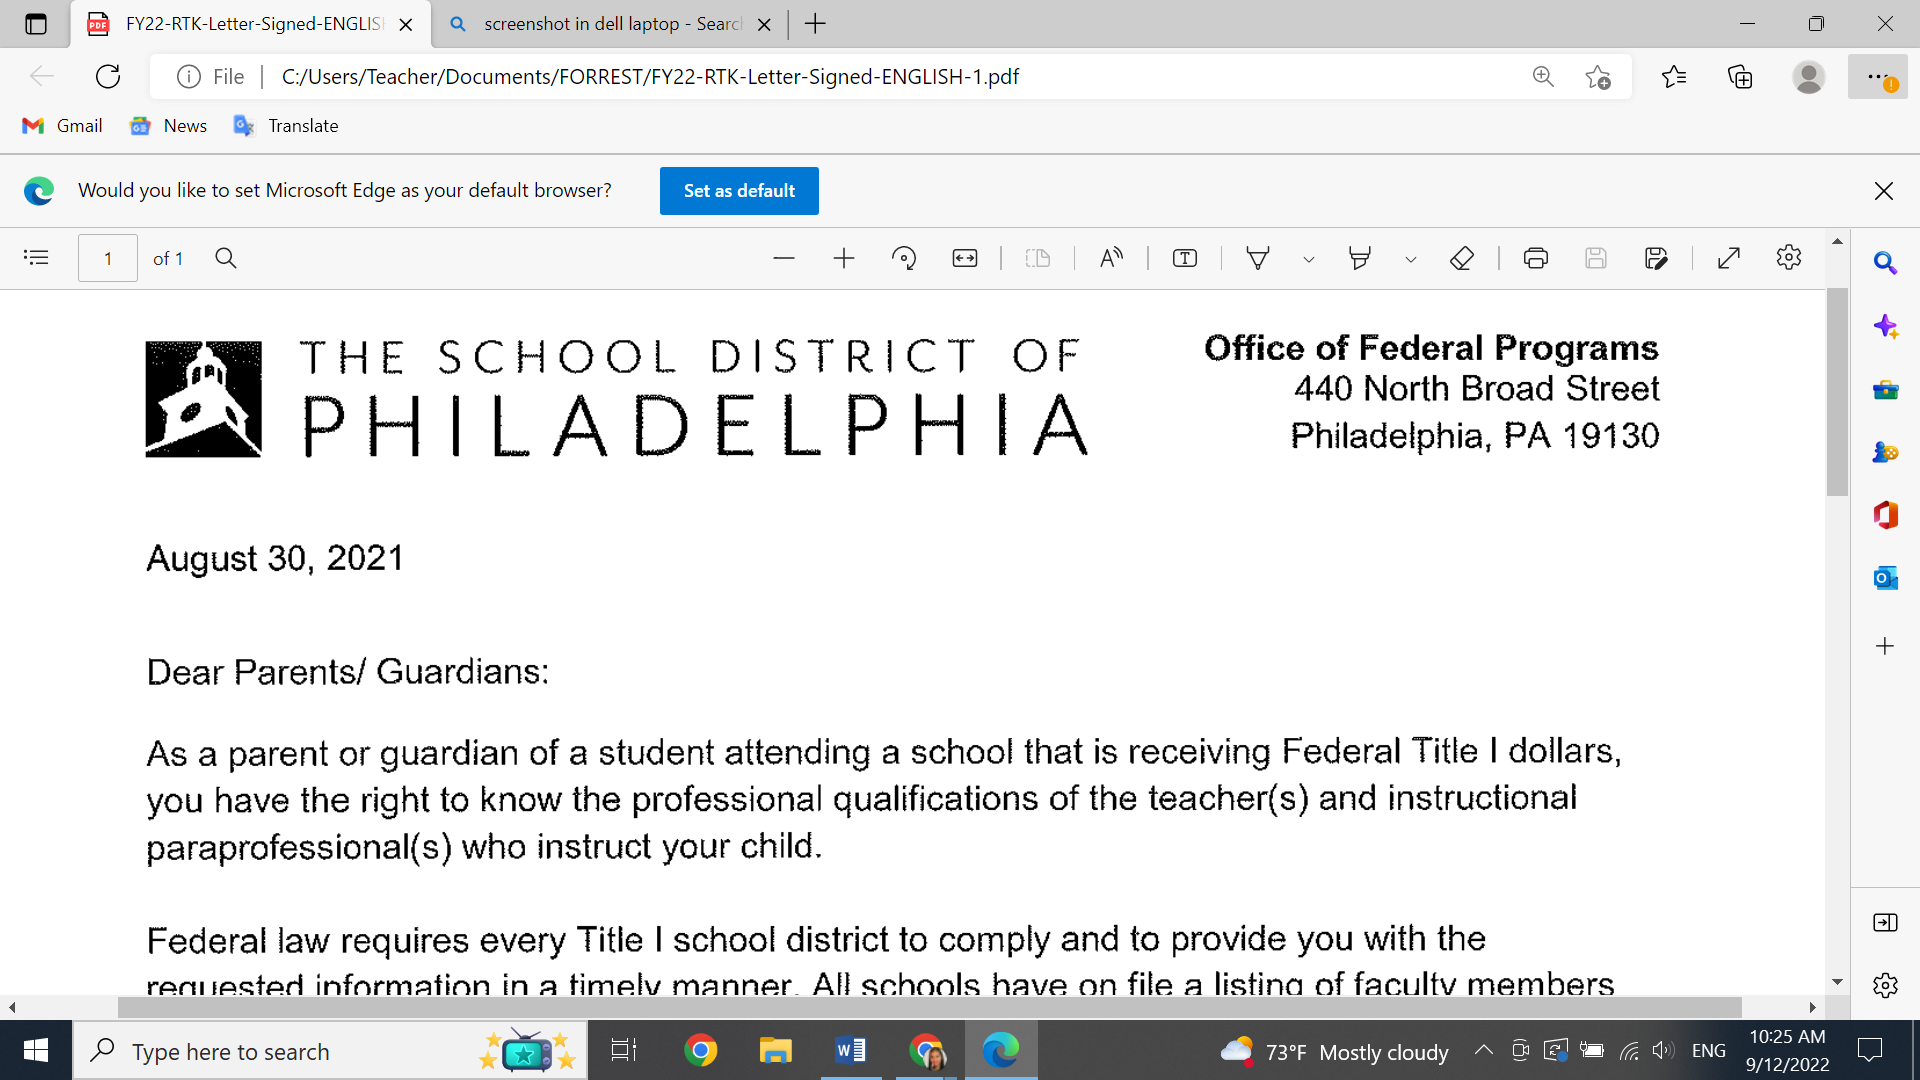 FY22-RTK-Letter-Signed-ENGLISH
screenshot in dell laptop - Searc
File
C:/Users/Teacher/Documents/FORREST/FY22-RTK-Letter-Signed-ENGLISH-1.pdf
Gmail News Translate
Would you like to set Microsoft Edge as your default browser? Set as default
1 of 1
THE SCHOOL DISTRICT OF
PHILADELPHIA
Office of Federal Programs
440 North Broad Street
Philadelphia, PA 19130
August 30, 2021
Dear Parents/ Guardians:
As a parent or guardian of a student attending a school that is receiving Federal Title I dollars,
you have the right to know the professional qualifications of the teacher(s) and instructional
paraprofessional(s) who instruct your child.
Federal law requires every Title I school district to comply and to provide you with the
requested information in a timely manner. All schools have on file a listing of faculty members
Type here to search
73°F Mostly cloudy
ENG
10:25 AM
9/12/2022